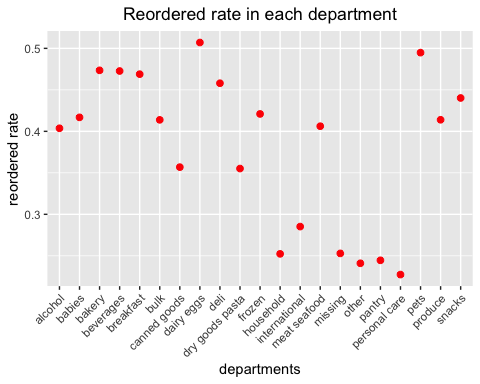 Reordered rate in each department
reordered rate
0.5
0.4
0.3
alcohol
babies
bakery
beverages
breakfast
bulk
canned goods
dairy eggs
deli
dry goods pasta
frozen
household
international
meat seafood
missing
other
pantry
personal care
pets
produce
snacks
departments